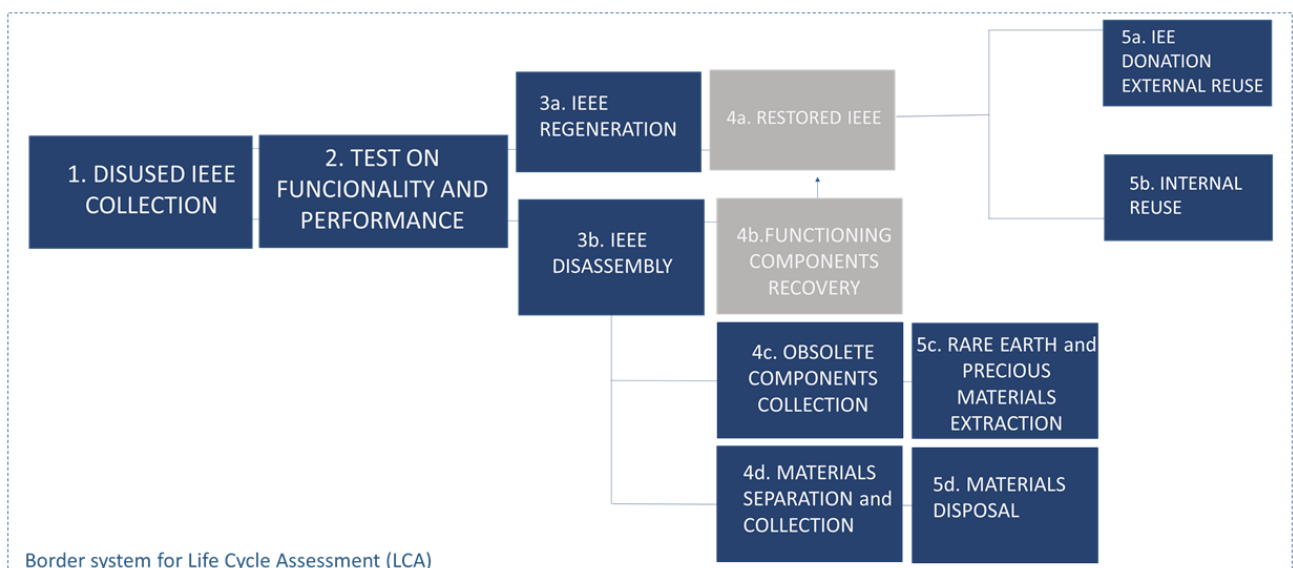 1. DISUSED IEEE
COLLECTION
2. TEST ON
FUNCIONALITY AND
PERFORMANCE
3a. IEEE
REGENERATION
3b. IEEE
DISASSEMBLY
4a. RESTORED IEEE
4b.FUNCTIONING
COMPONENTS
RECOVERY
4c. OBSOLETE
COMPONENTS
COLLECTION
4d. MATERIALS
SEPARATION and
COLLECTION
5a. IEE
DONATION
EXTERNAL REUSE
5b. INTERNAL
REUSE
5c. RARE EARTH and
PRECIOUS
MATERIALS
EXTRACTION
5d. MATERIALS
DISPOSAL
Border system for Life Cycle Assessment (LCA)